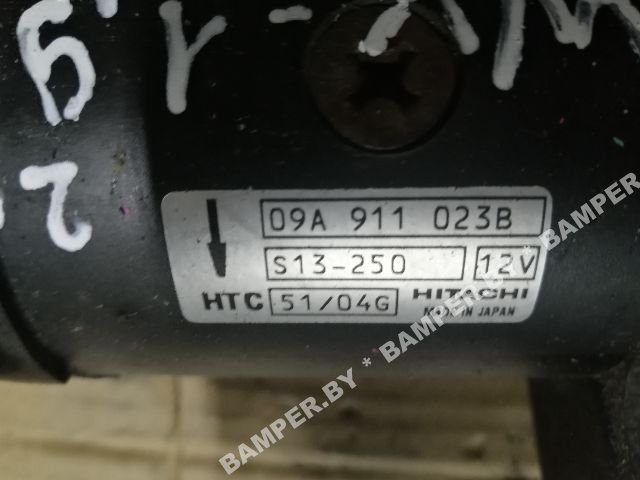 09A 911 023B
S13-250 12V
HTC 51/04G HITACHI
MADE IN JAPAN
BAMPER.BY * BAMPER.BY * BAMPER